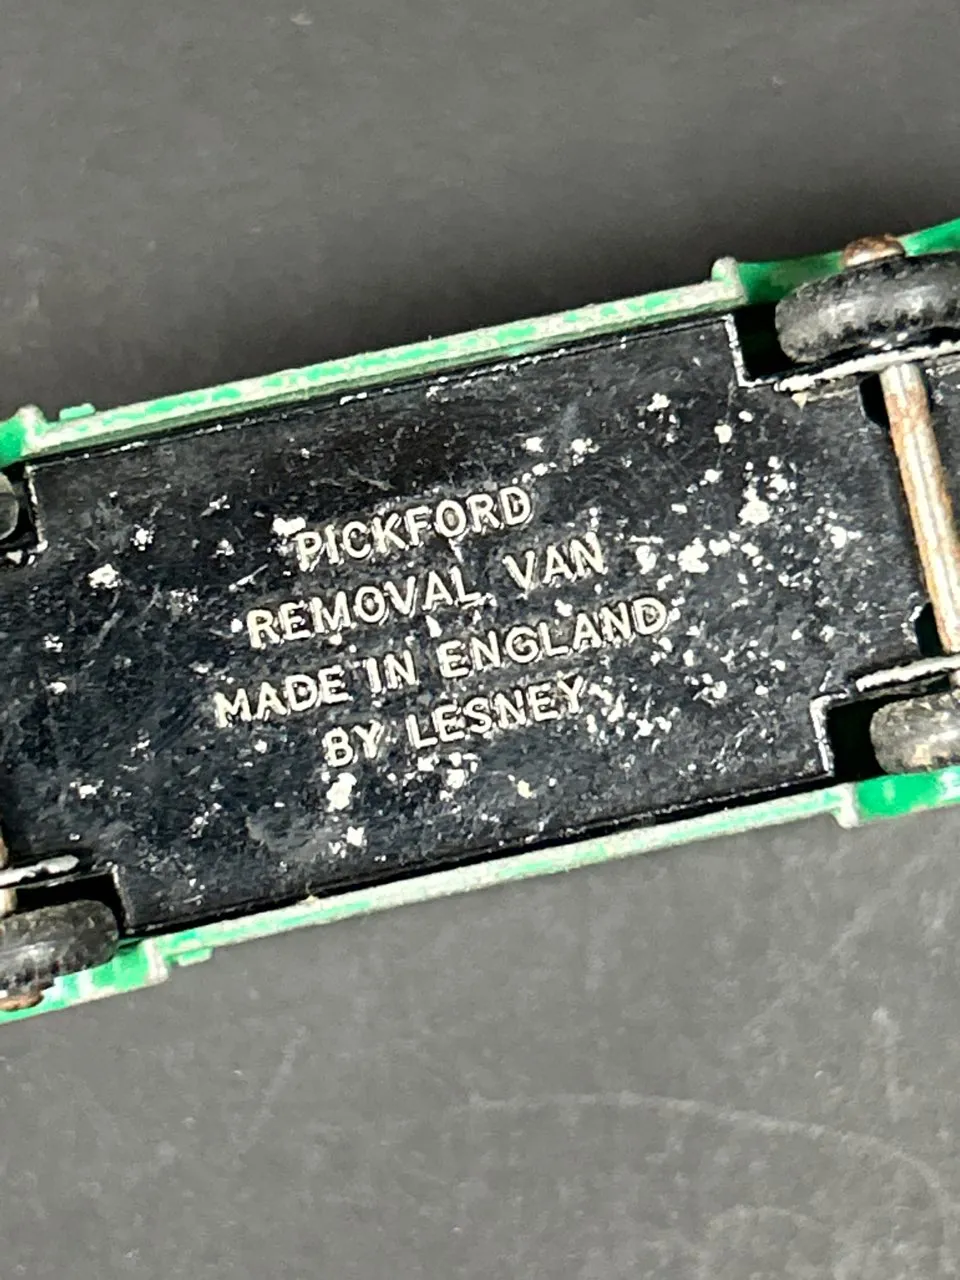 PICKFORD
REMOVAL VAN
MADE IN ENGLAND
BY LESNEY